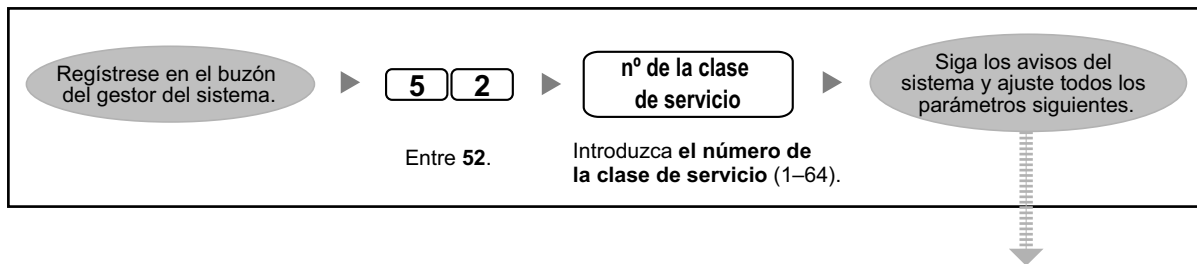 Regístrese en el buzón
del gestor del sistema.
5 2
nº de la clase
de servicio
Siga los avisos del
sistema y ajuste todos los
parámetros siguientes.
Entre 52.
Introduzca el número de
la clase de servicio (1–64).